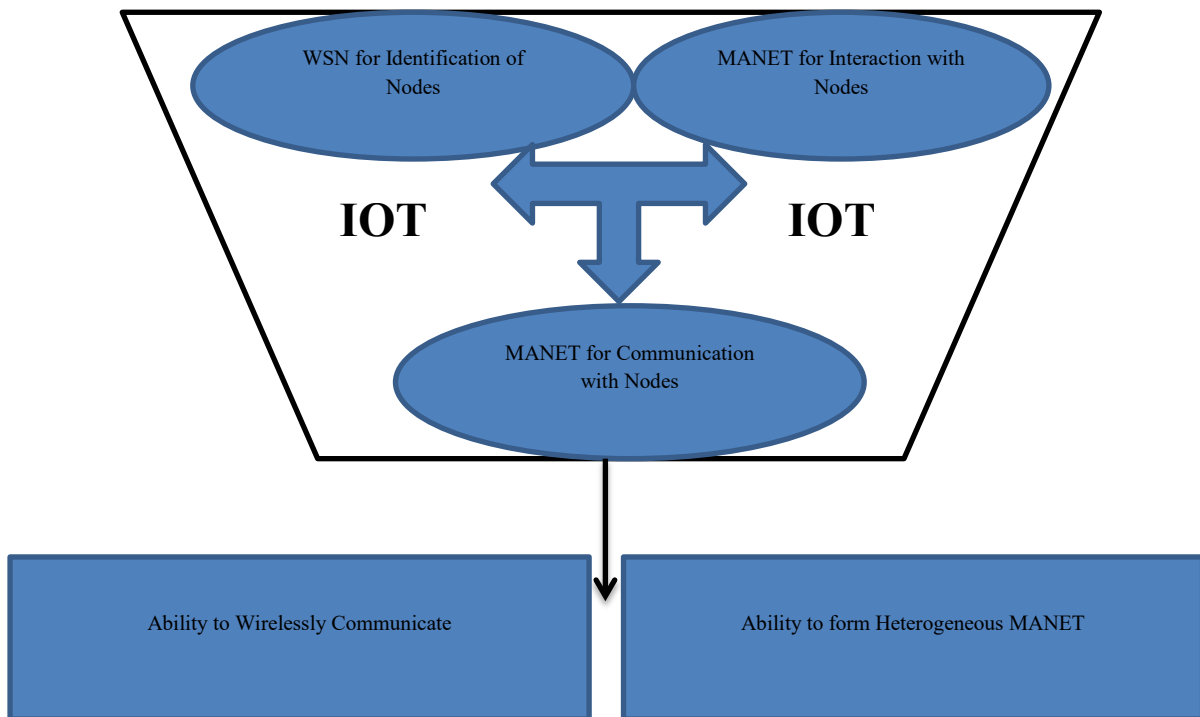 WSN for Identification of
Nodes
MANET for Interaction with
Nodes
IOT
IOT
MANET for Communication
with Nodes
Ability to Wirelessly Communicate
Ability to form Heterogeneous MANET